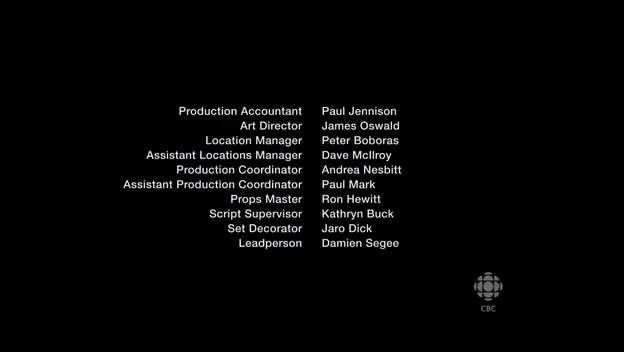 Production Accountant Paul Jennison
Art Director James Oswald
Location Manager Peter Boboras
Assistant Locations Manager Dave McIlroy
Production Coordinator Andrea Nesbitt
Assistant Production Coordinator Paul Mark
Props Master Ron Hewitt
Script Supervisor Kathryn Buck
Set Decorator Jaro Dick
Leadperson Damien Segee
CBC